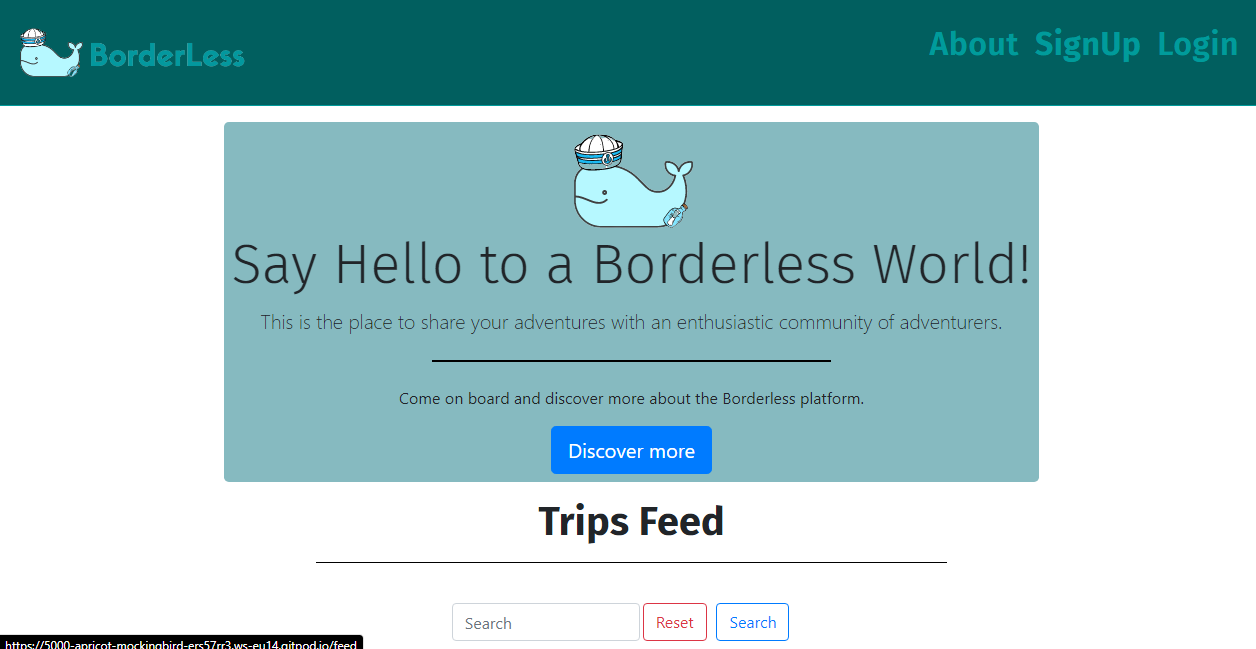 BorderLess
About SignUp Login
Say Hello to a Borderless World!
This is the place to share your adventures with an enthusiastic community of adventurers.
Come on board and discover more about the Borderless platform.
Discover more
Trips Feed
Search Reset Search
https://5000-apricot-mockingbird-ers57rr3.ws-eu14.gitpod.io/feed